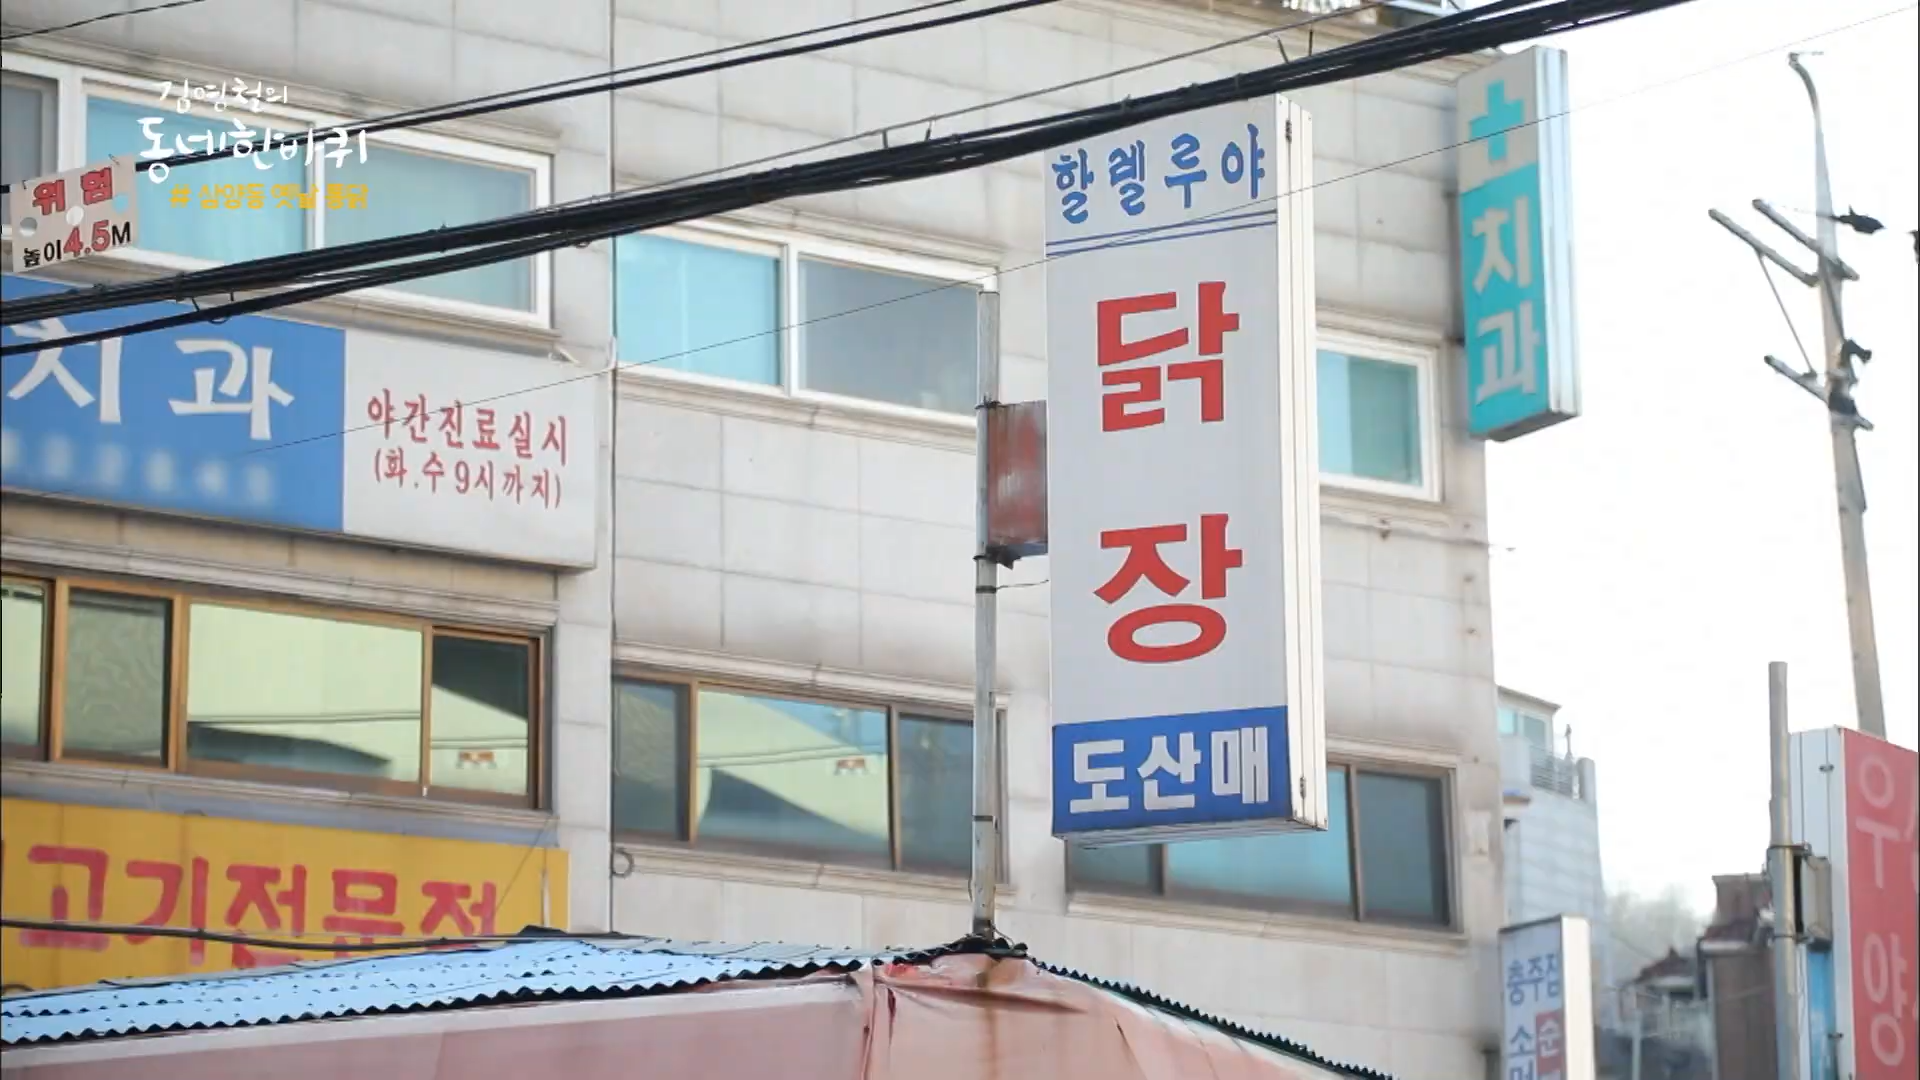 김영철의
동네한바퀴
# 삼양동 옛날 통닭
위험
높이4.5M
치과
야간진료실시
(화.수9시까지)
고기전문점
할렐루야
닭
장
도산매
치과